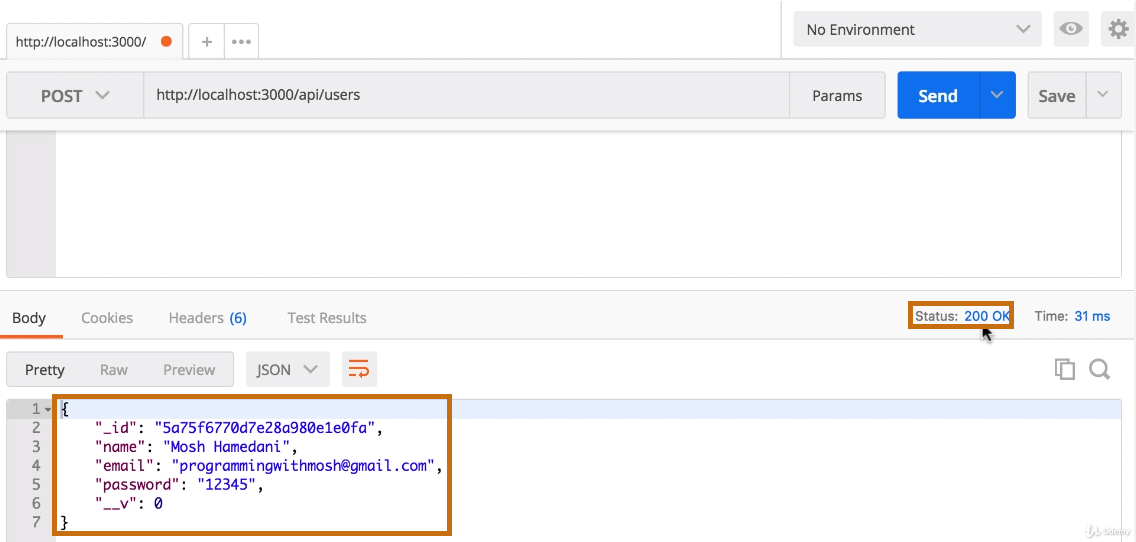 http://localhost:3000/
No Environment
POST
http://localhost:3000/api/users
Params
Send
Save
Body
Cookies
Headers (6)
Test Results
Status: 200 OK
Time: 31 ms
Pretty
Raw
Preview
JSON
1 {
2 "_id": "5a75f6770d7e28a980e1e0fa",
3 "name": "Mosh Hamedani",
4 "email": "programmingwithmosh@gmail.com",
5 "password": "12345",
6 "__v": 0
7 }
Udemy